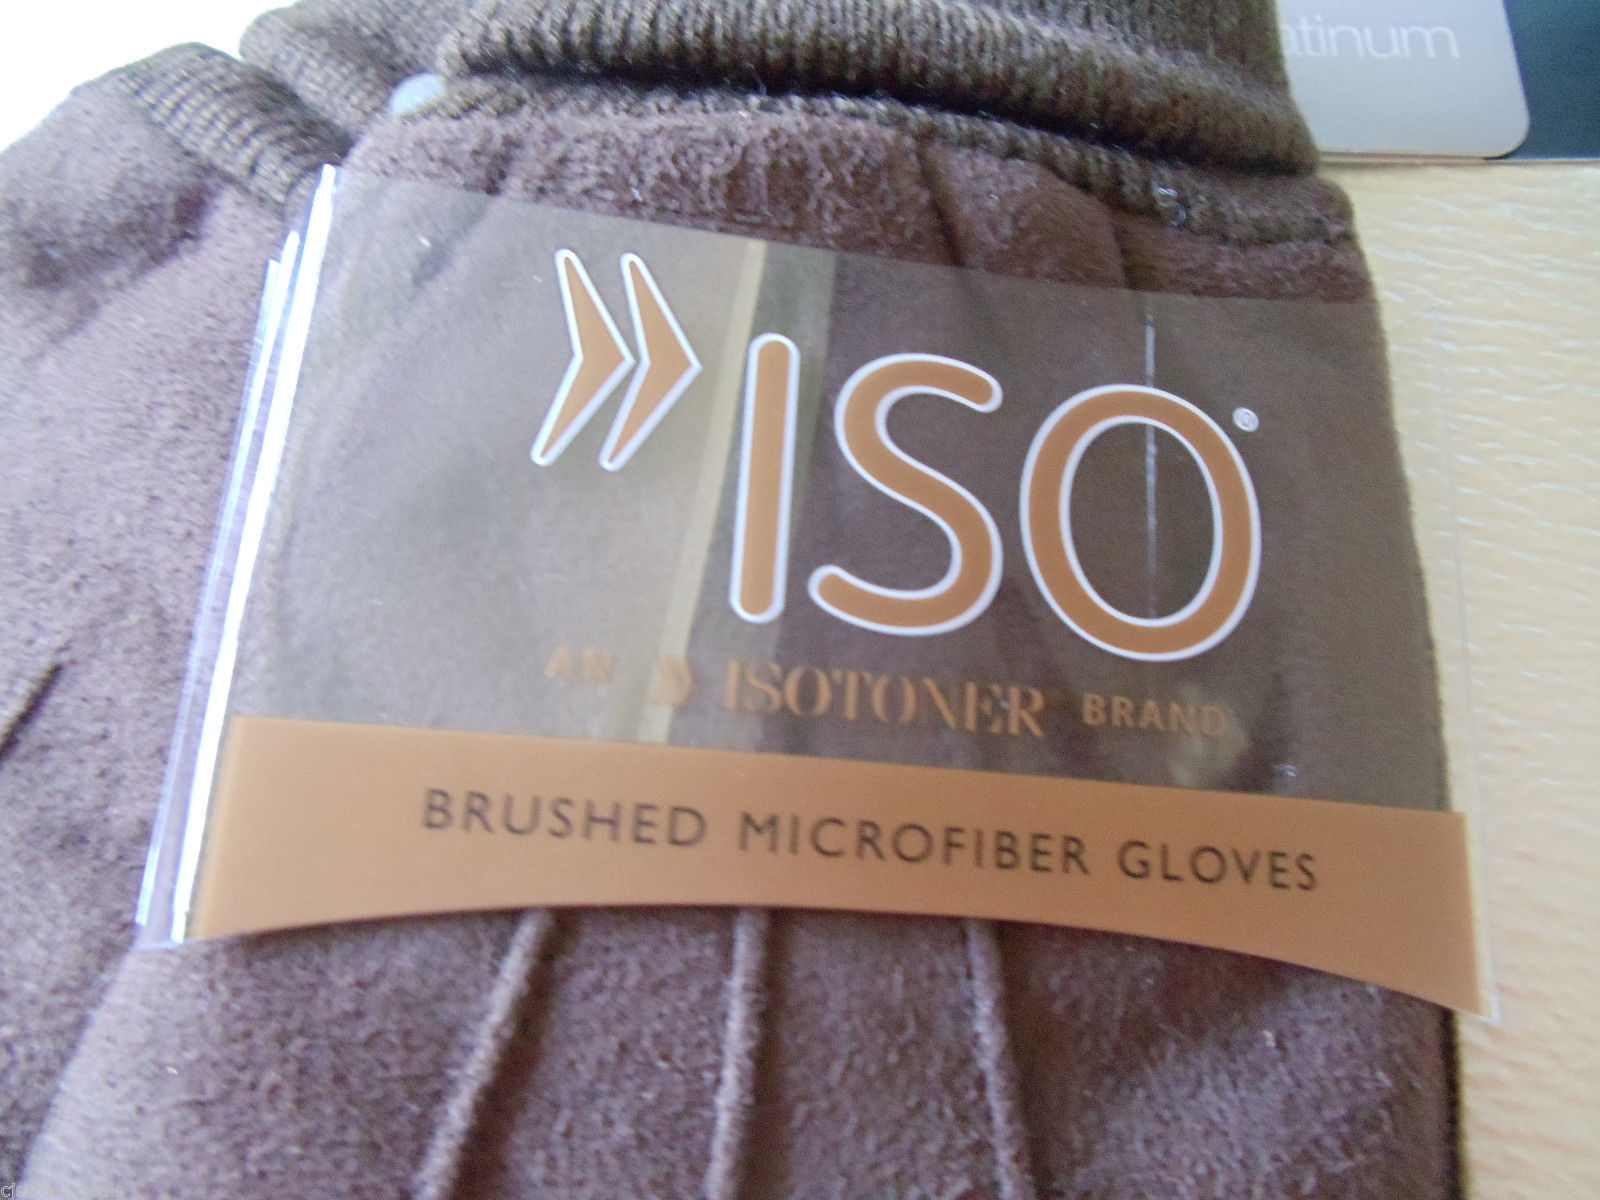 atinum
»ISO®
AN » ISOTONER BRAND
BRUSHED MICROFIBER GLOVES